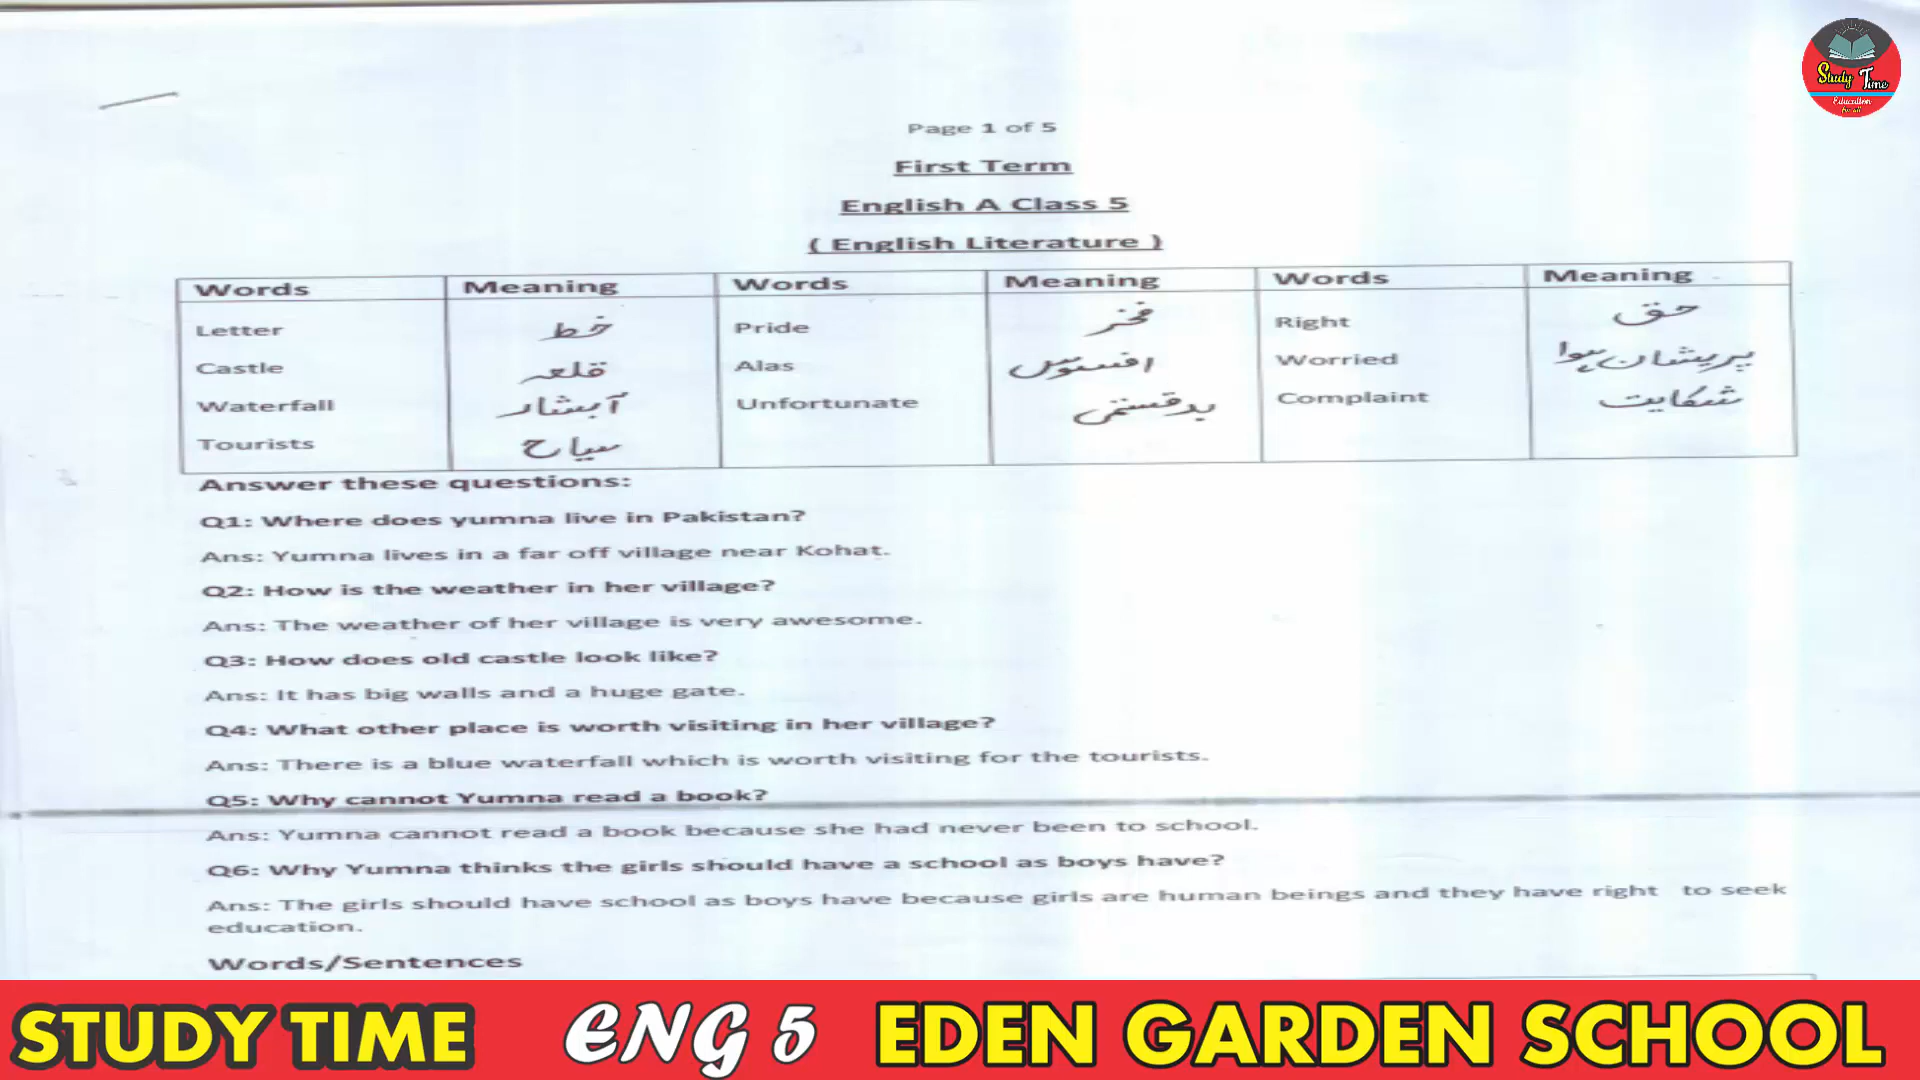 Study Time
Education
for all
Page 1 of 5
First Term
English A Class 5
( English Literature )
Words Meaning Words Meaning Words Meaning
Letter خط Pride فخر Right حق
Castle قلعہ Alas افسوس Worried پریشان ہوا
Waterfall آبشار Unfortunate بدقسمتی Complaint شکایت
Tourists سیاح
Answer these questions:
Q1: Where does yumna live in Pakistan?
Ans: Yumna lives in a far off village near Kohat.
Q2: How is the weather in her village?
Ans: The weather of her village is very awesome.
Q3: How does old castle look like?
Ans: It has big walls and a huge gate.
Q4: What other place is worth visiting in her village?
Ans: There is a blue waterfall which is worth visiting for the tourists.
Q5: Why cannot Yumna read a book?
Ans: Yumna cannot read a book because she had never been to school.
Q6: Why Yumna thinks the girls should have a school as boys have?
Ans: The girls should have school as boys have because girls are human beings and they have right to seek
education.
Words/Sentences
STUDY TIME ENG 5 EDEN GARDEN SCHOOL